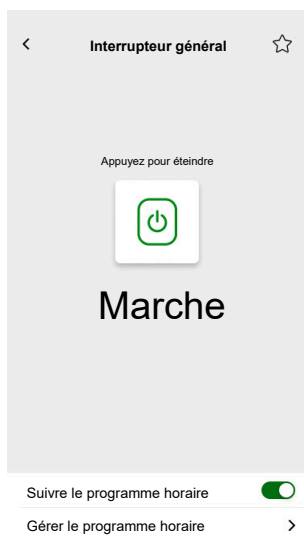 Interrupteur général
Appuyez pour éteindre
Marche
Suivre le programme horaire
Gérer le programme horaire